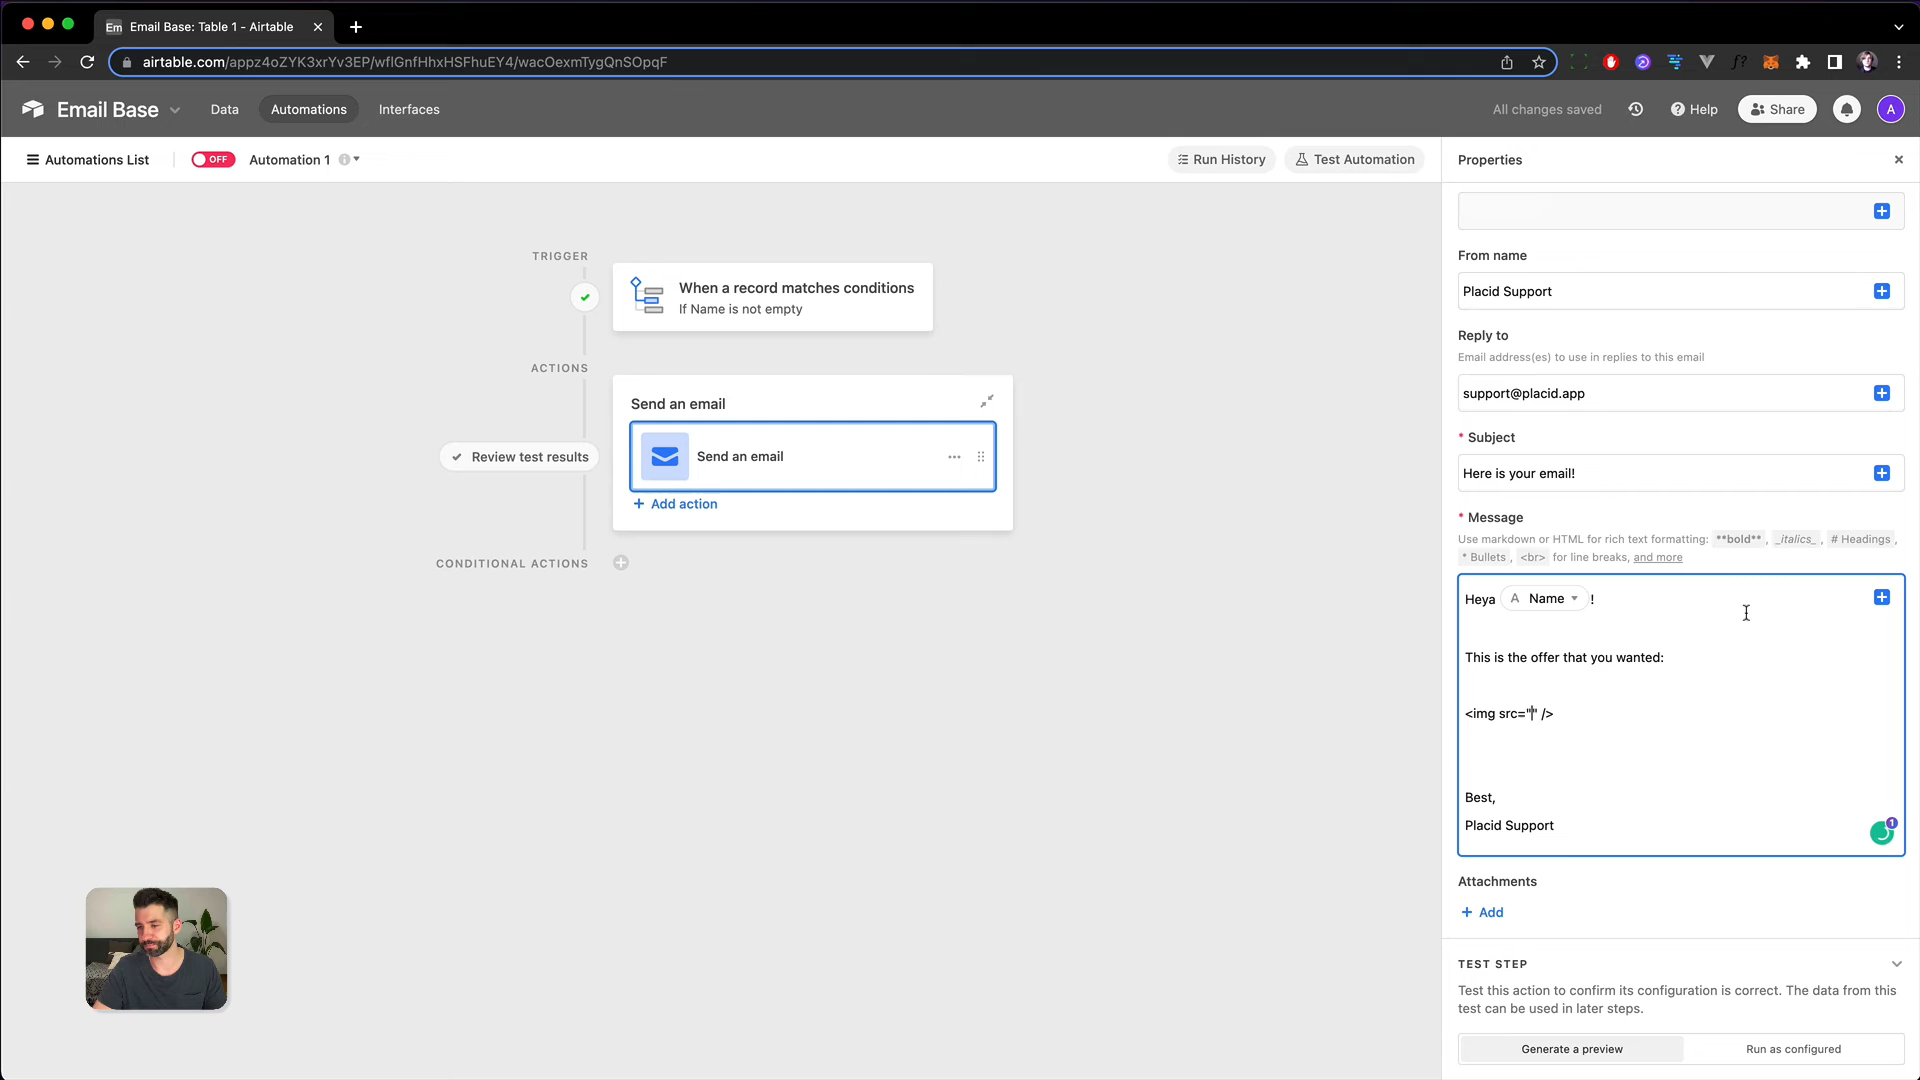 Em Email Base: Table 1 - Airtable
airtable.com/appz4oZYK3xrYv3EP/wflGnfHhxHSFhuEY4/wacOexmTygQnSOpqF
Email Base
Data
Automations
Interfaces
All changes saved
Help
Share
A
Automations List
OFF
Automation 1
Run History
Test Automation
Properties
TRIGGER
When a record matches conditions
If Name is not empty
ACTIONS
Send an email
Send an email
Review test results
+ Add action
CONDITIONAL ACTIONS
From name
Placid Support
Reply to
Email address(es) to use in replies to this email
support@placid.app
* Subject
Here is your email!
* Message
Use markdown or HTML for rich text formatting: **bold** , _italics_ , # Headings ,
* Bullets , <br> for line breaks, and more
Heya A Name !
This is the offer that you wanted:
<img src="" />
Best,
Placid Support
1
Attachments
+ Add
TEST STEP
Test this action to confirm its configuration is correct. The data from this
test can be used in later steps.
Generate a preview
Run as configured